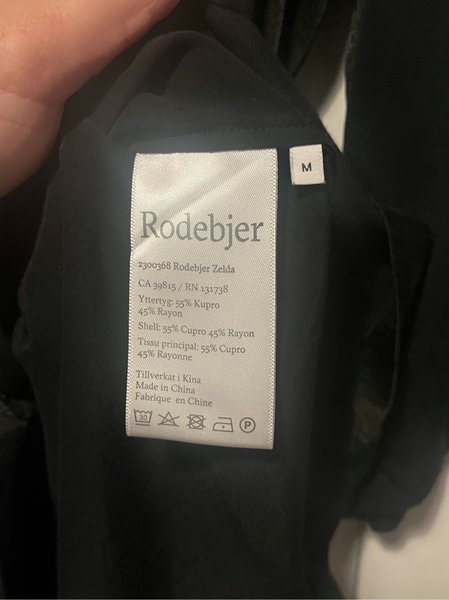 M
Rodebjer
2300368 Rodebjer Zelda
CA 39815 / RN 131738
Yttertyg: 55% Kupro
45% Rayon
Shell: 55% Cupro 45% Rayon
Tissu principal: 55% Cupro
45% Rayonne
Tillverkat i Kina
Made in China
Fabrique en Chine
30 P